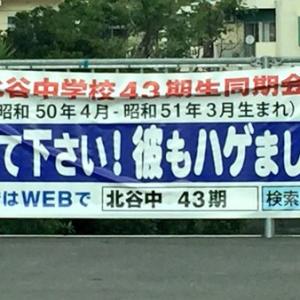 北谷中学校43期生同期会
昭和50年4月-昭和51年3月生まれ)
て下さい!彼もハゲまし
はWEBで 北谷中 43期 検索